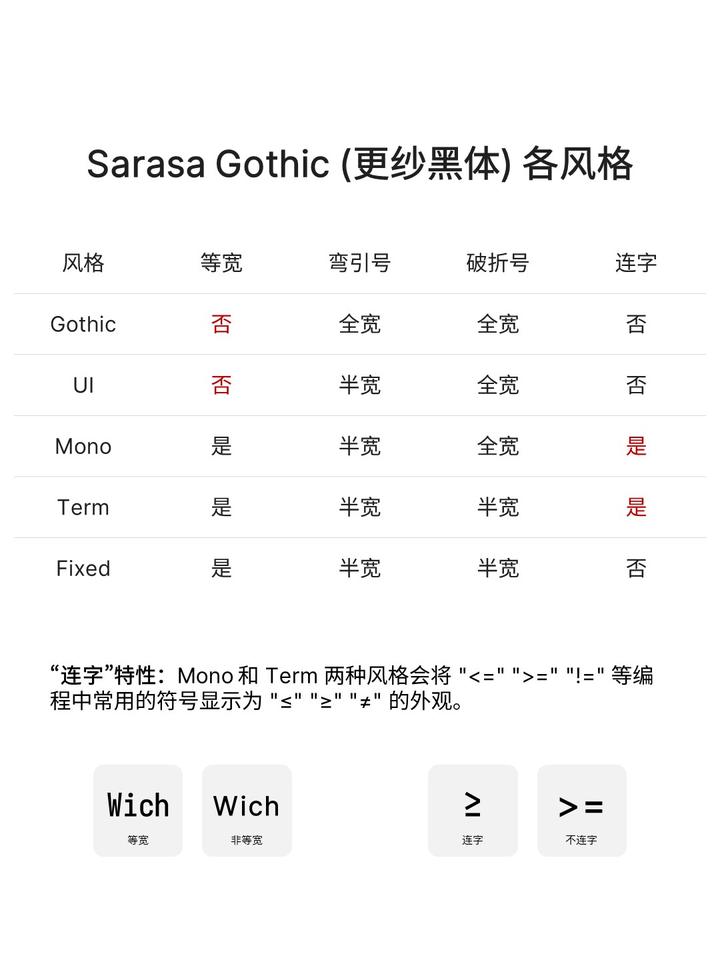 Sarasa Gothic (更纱黑体) 各风格
风格 等宽 弯引号 破折号 连字
Gothic 否 全宽 全宽 否
UI 否 半宽 全宽 否
Mono 是 半宽 全宽 是
Term 是 半宽 半宽 是
Fixed 是 半宽 半宽 否
“连字”特性：Mono 和 Term 两种风格会将 "<=" ">=" "!=" 等编
程中常用的符号显示为 "≤" "≥" "≠" 的外观。
Wich Wich ≥ >=
等宽 非等宽 连字 不连字